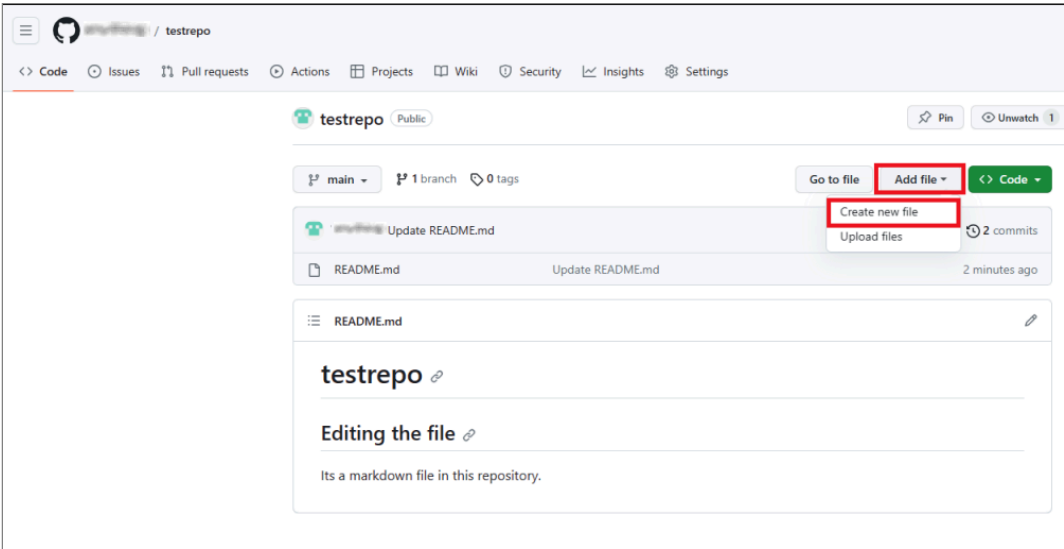 / testrepo
<> Code Issues Pull requests Actions Projects Wiki Security Insights Settings
testrepo Public Pin Unwatch 1
main 1 branch 0 tags Go to file Add file <> Code
Create new file
Upload files
Update README.md 2 commits
README.md Update README.md 2 minutes ago
README.md
testrepo
Editing the file
Its a markdown file in this repository.